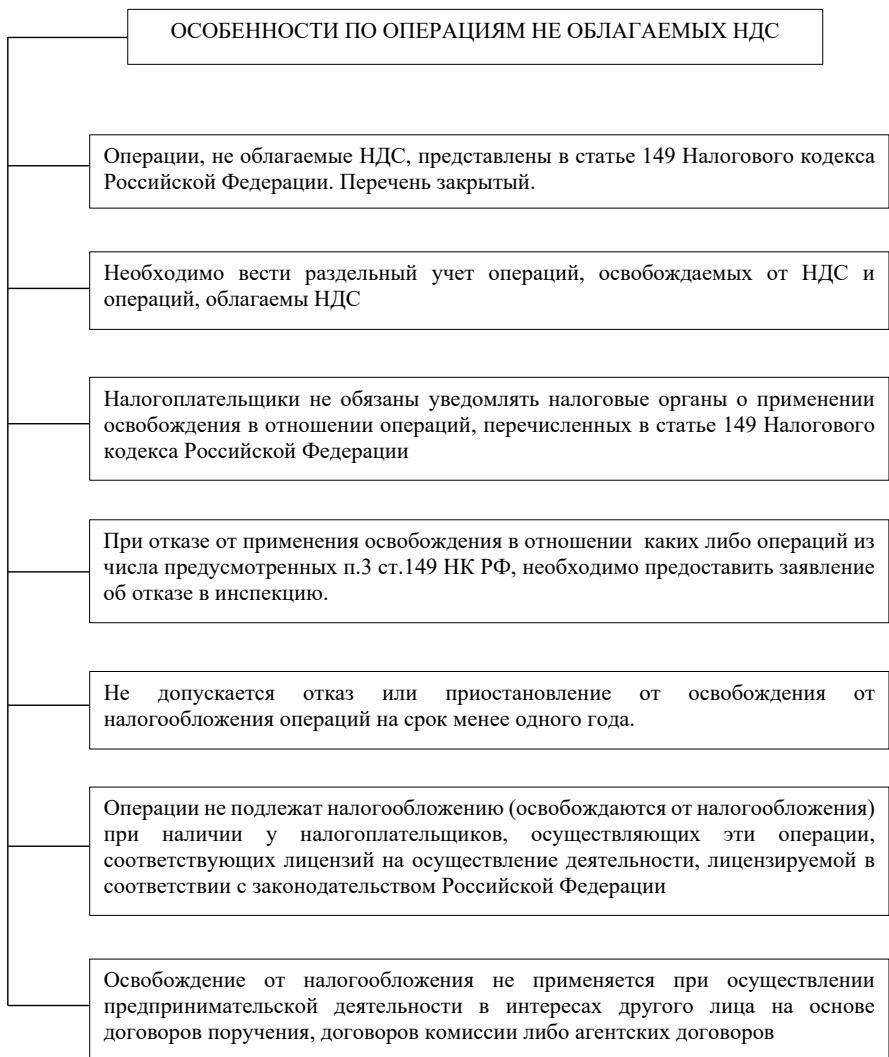 ОСОБЕННОСТИ ПО ОПЕРАЦИЯМ НЕ ОБЛАГАЕМЫХ НДС
Операции, не облагаемые НДС, представлены в статье 149 Налогового кодекса
Российской Федерации. Перечень закрытый.
Необходимо вести раздельный учет операций, освобождаемых от НДС и
операций, облагаемы НДС
Налогоплательщики не обязаны уведомлять налоговые органы о применении
освобождения в отношении операций, перечисленных в статье 149 Налогового
кодекса Российской Федерации
При отказе от применения освобождения в отношении каких либо операций из
числа предусмотренных п.3 ст.149 НК РФ, необходимо предоставить заявление
об отказе в инспекцию.
Не допускается отказ или приостановление от освобождения от
налогообложения операций на срок менее одного года.
Операции не подлежат налогообложению (освобождаются от налогообложения)
при наличии у налогоплательщиков, осуществляющих эти операции,
соответствующих лицензий на осуществление деятельности, лицензируемой в
соответствии с законодательством Российской Федерации
Освобождение от налогообложения не применяется при осуществлении
предпринимательской деятельности в интересах другого лица на основе
договоров поручения, договоров комиссии либо агентских договоров